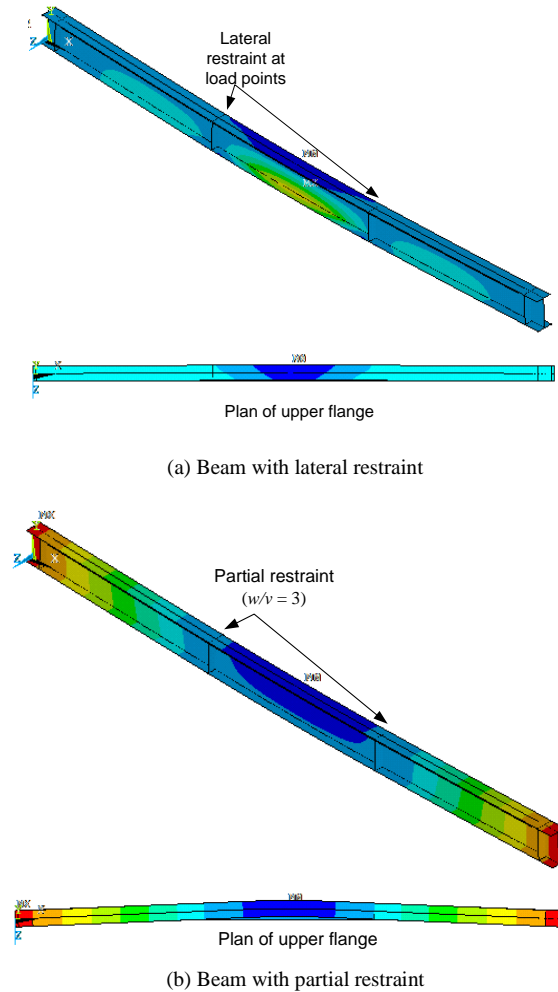 Y
Z
X
Lateral
restraint at
load points
Z
Plan of upper flange
(a) Beam with lateral restraint
Z
X
Partial restraint
(w/v = 3)
Z
Plan of upper flange
(b) Beam with partial restraint